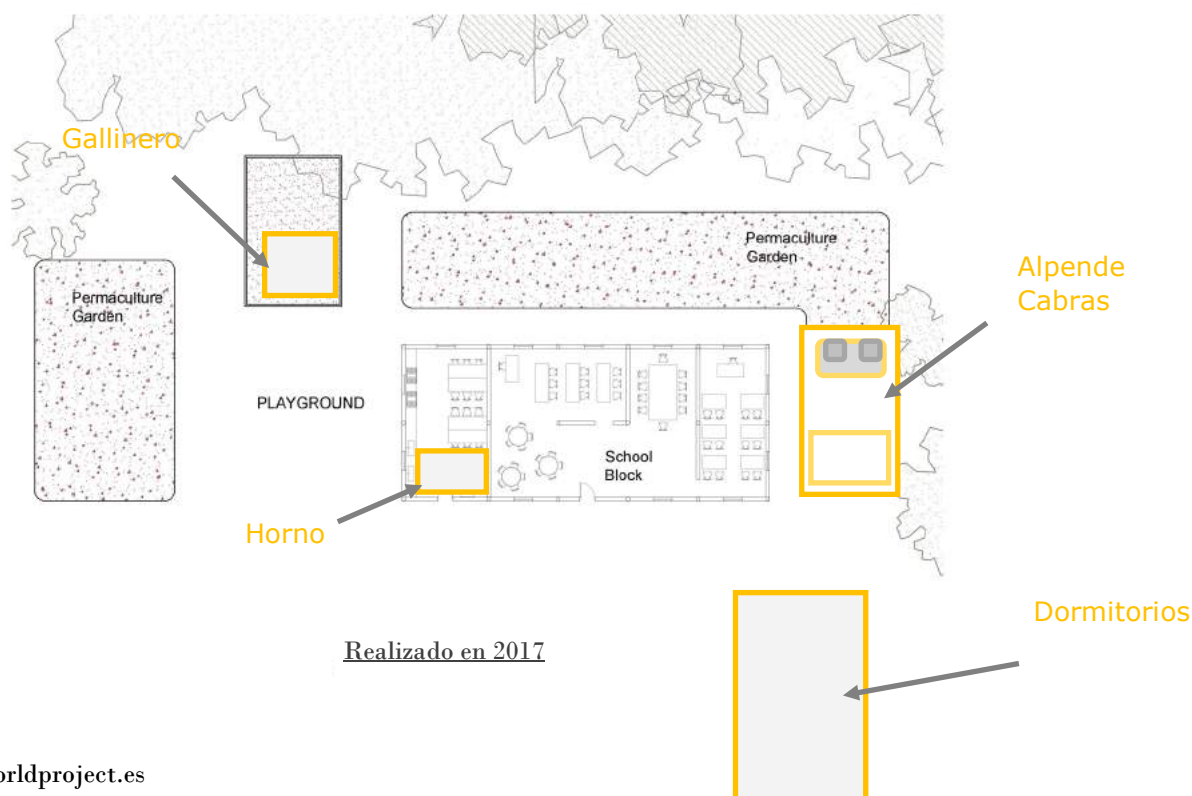 Gallinero
Permaculture
Garden
Alpende
Cabras
Permaculture
Garden
PLAYGROUND
School
Block
Horno
Dormitorios
Realizado en 2017
orldproject.es